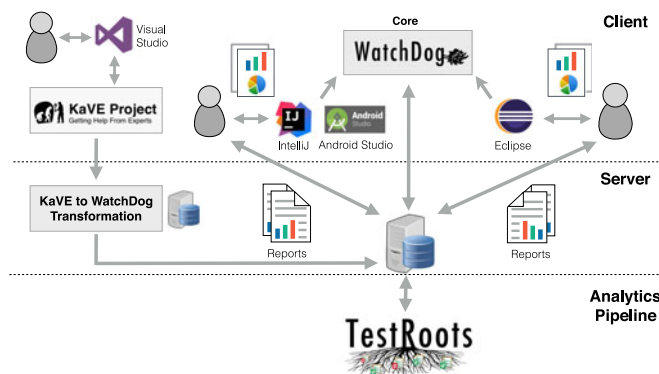 Core
Client
Visual
Studio
WatchDog
KaVE Project
Getting Help From Experts
IJ
Android
Studio
IntelliJ
Android Studio
Eclipse
Server
KaVE to WatchDog
Transformation
Reports
Reports
Analytics
Pipeline
TestRoots